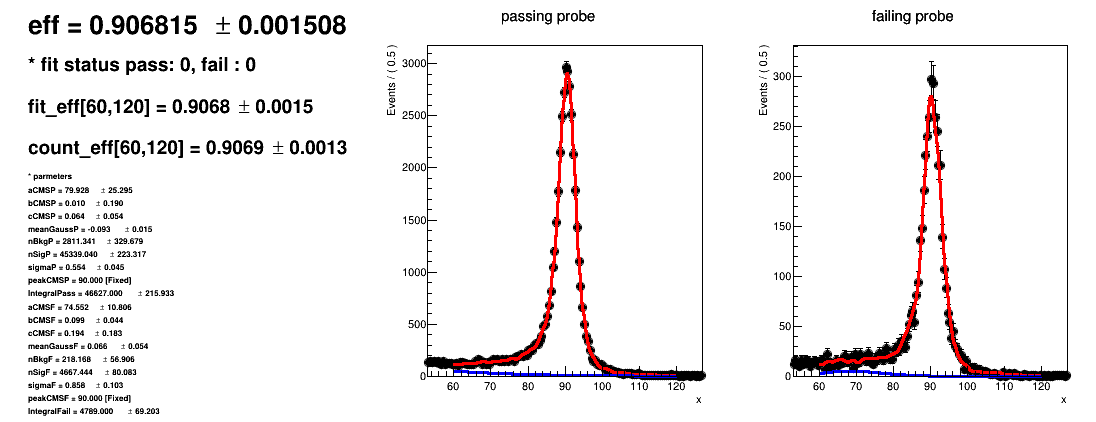 eff = 0.906815 ± 0.001508
* fit status pass: 0, fail : 0
fit_eff[60,120] = 0.9068 ± 0.0015
count_eff[60,120] = 0.9069 ± 0.0013
* parmeters
aCMSP = 79.928 ± 25.295
bCMSP = 0.010 ± 0.190
cCMSP = 0.064 ± 0.054
meanGaussP = -0.093 ± 0.015
nBkgP = 2811.341 ± 329.679
nSigP = 45339.040 ± 223.317
sigmaP = 0.554 ± 0.045
peakCMSP = 90.000 [Fixed]
IntegralPass = 46627.000 ± 215.933
aCMSF = 74.552 ± 10.806
bCMSF = 0.099 ± 0.044
cCMSF = 0.194 ± 0.183
meanGaussF = 0.066 ± 0.054
nBkgF = 218.168 ± 56.906
nSigF = 4667.444 ± 80.083
sigmaF = 0.858 ± 0.103
peakCMSF = 90.000 [Fixed]
IntegralFail = 4789.000 ± 69.203
passing probe
Events / ( 0.5 )
3000
2500
2000
1500
1000
500
0
60 70 80 90 100 110 120
x
failing probe
Events / ( 0.5 )
300
250
200
150
100
50
0
60 70 80 90 100 110 120
x